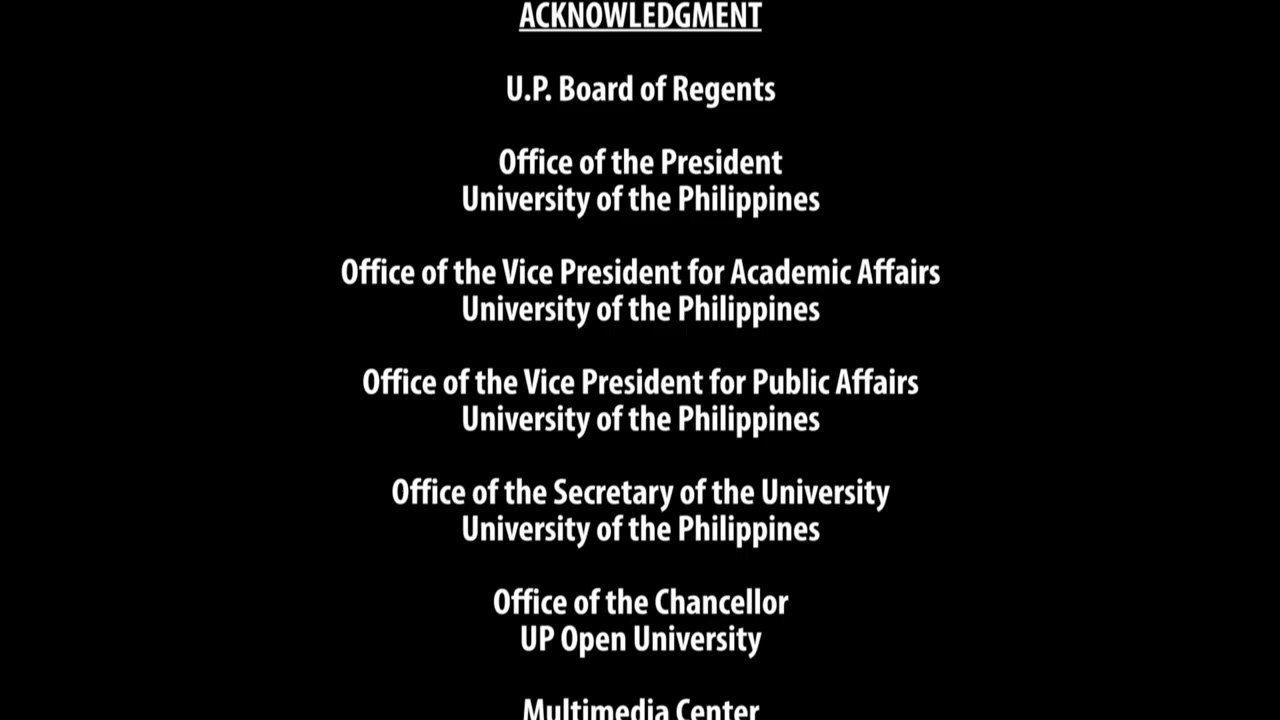 ACKNOWLEDGMENT
U.P. Board of Regents
Office of the President
University of the Philippines
Office of the Vice President for Academic Affairs
University of the Philippines
Office of the Vice President for Public Affairs
University of the Philippines
Office of the Secretary of the University
University of the Philippines
Office of the Chancellor
UP Open University
Multimedia Center